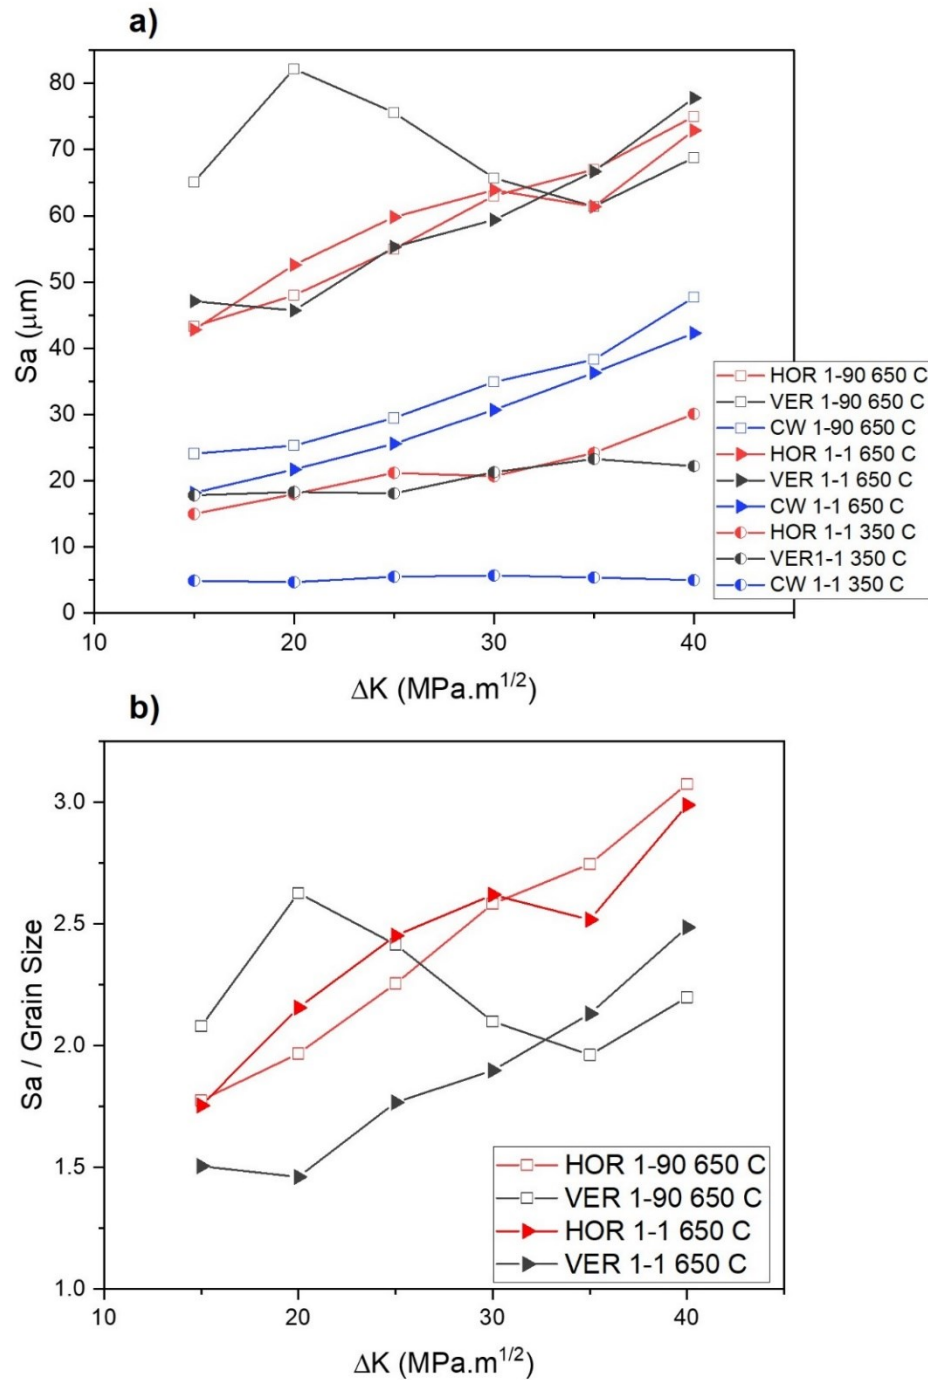 a)
80
70
60
50
40
30
20
10
0
Sa (μm)
10 20 30 40
ΔK (MPa.m1/2)
HOR 1-90 650 C
VER 1-90 650 C
CW 1-90 650 C
HOR 1-1 650 C
VER 1-1 650 C
CW 1-1 650 C
HOR 1-1 350 C
VER1-1 350 C
CW 1-1 350 C
b)
3.0
2.5
2.0
1.5
1.0
Sa / Grain Size
10 20 30 40
ΔK (MPa.m1/2)
HOR 1-90 650 C
VER 1-90 650 C
HOR 1-1 650 C
VER 1-1 650 C